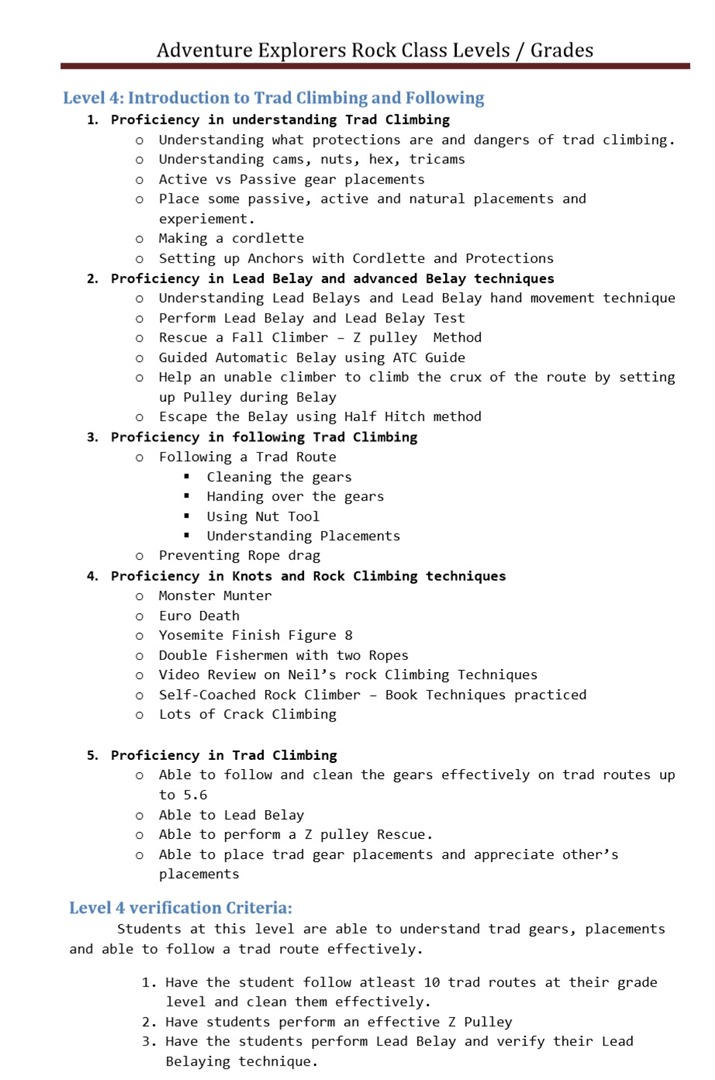 Adventure Explorers Rock Class Levels / Grades
Level 4: Introduction to Trad Climbing and Following
1. Proficiency in understanding Trad Climbing
o Understanding what protections are and dangers of trad climbing.
o Understanding cams, nuts, hex, tricams
o Active vs Passive gear placements
o Place some passive, active and natural placements and
experiement.
o Making a cordlette
o Setting up Anchors with Cordlette and Protections
2. Proficiency in Lead Belay and advanced Belay techniques
o Understanding Lead Belays and Lead Belay hand movement technique
o Perform Lead Belay and Lead Belay Test
o Rescue a Fall Climber – Z pulley  Method
o Guided Automatic Belay using ATC Guide
o Help an unable climber to climb the crux of the route by setting
up Pulley during Belay
o Escape the Belay using Half Hitch method
3. Proficiency in following Trad Climbing
o Following a Trad Route
▪ Cleaning the gears
▪ Handing over the gears
▪ Using Nut Tool
▪ Understanding Placements
o Preventing Rope drag
4. Proficiency in Knots and Rock Climbing techniques
o Monster Munter
o Euro Death
o Yosemite Finish Figure 8
o Double Fishermen with two Ropes
o Video Review on Neil’s rock Climbing Techniques
o Self-Coached Rock Climber – Book Techniques practiced
o Lots of Crack Climbing
5. Proficiency in Trad Climbing
o Able to follow and clean the gears effectively on trad routes up
to 5.6
o Able to Lead Belay
o Able to perform a Z pulley Rescue.
o Able to place trad gear placements and appreciate other’s
placements
Level 4 verification Criteria:
Students at this level are able to understand trad gears, placements
and able to follow a trad route effectively.
1. Have the student follow atleast 10 trad routes at their grade
level and clean them effectively.
2. Have students perform an effective Z Pulley
3. Have the students perform Lead Belay and verify their Lead
Belaying technique.